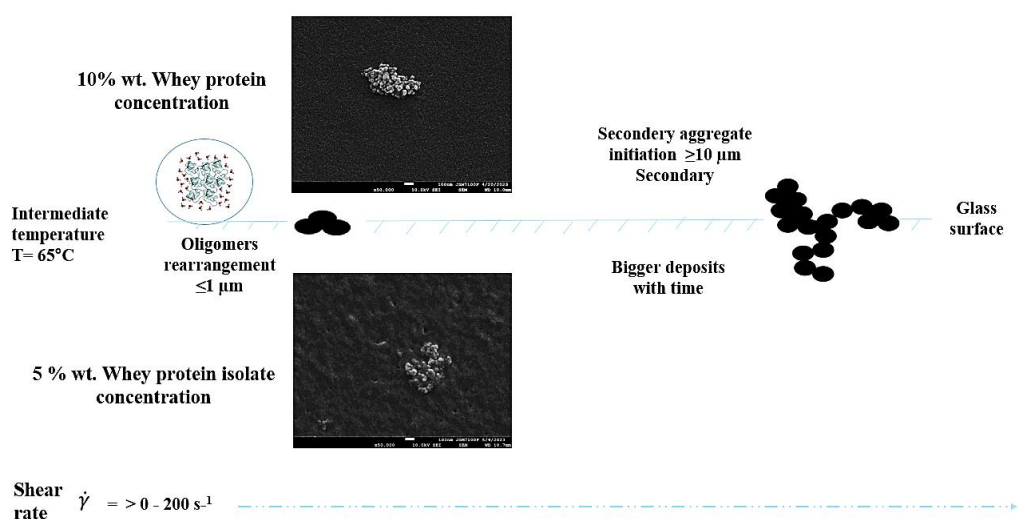 10% wt. Whey protein
concentration
Secondery aggregate
initiation ≥10 µm
Secondary
Intermediate
temperature
T= 65°C
Oligomers
rearrangement
≤1 µm
Glass
surface
Bigger deposits
with time
5 % wt. Whey protein isolate
concentration
Shear
rate γ̇ = > 0 - 200 s-1